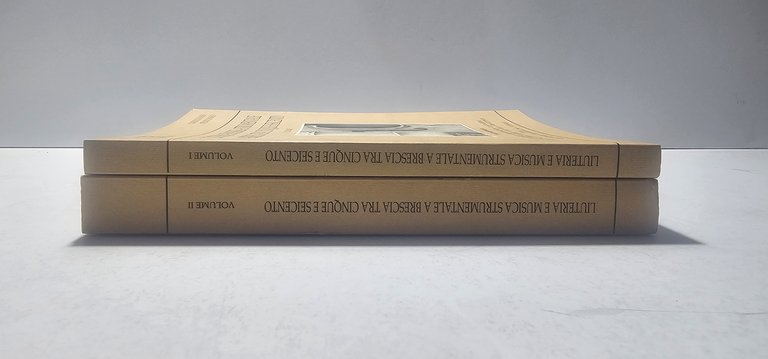 LIUTERIA E MUSICA STRUMENTALE A BRESCIA TRA CINQUE E SEICENTO VOLUME I
LIUTERIA E MUSICA STRUMENTALE A BRESCIA TRA CINQUE E SEICENTO VOLUME II